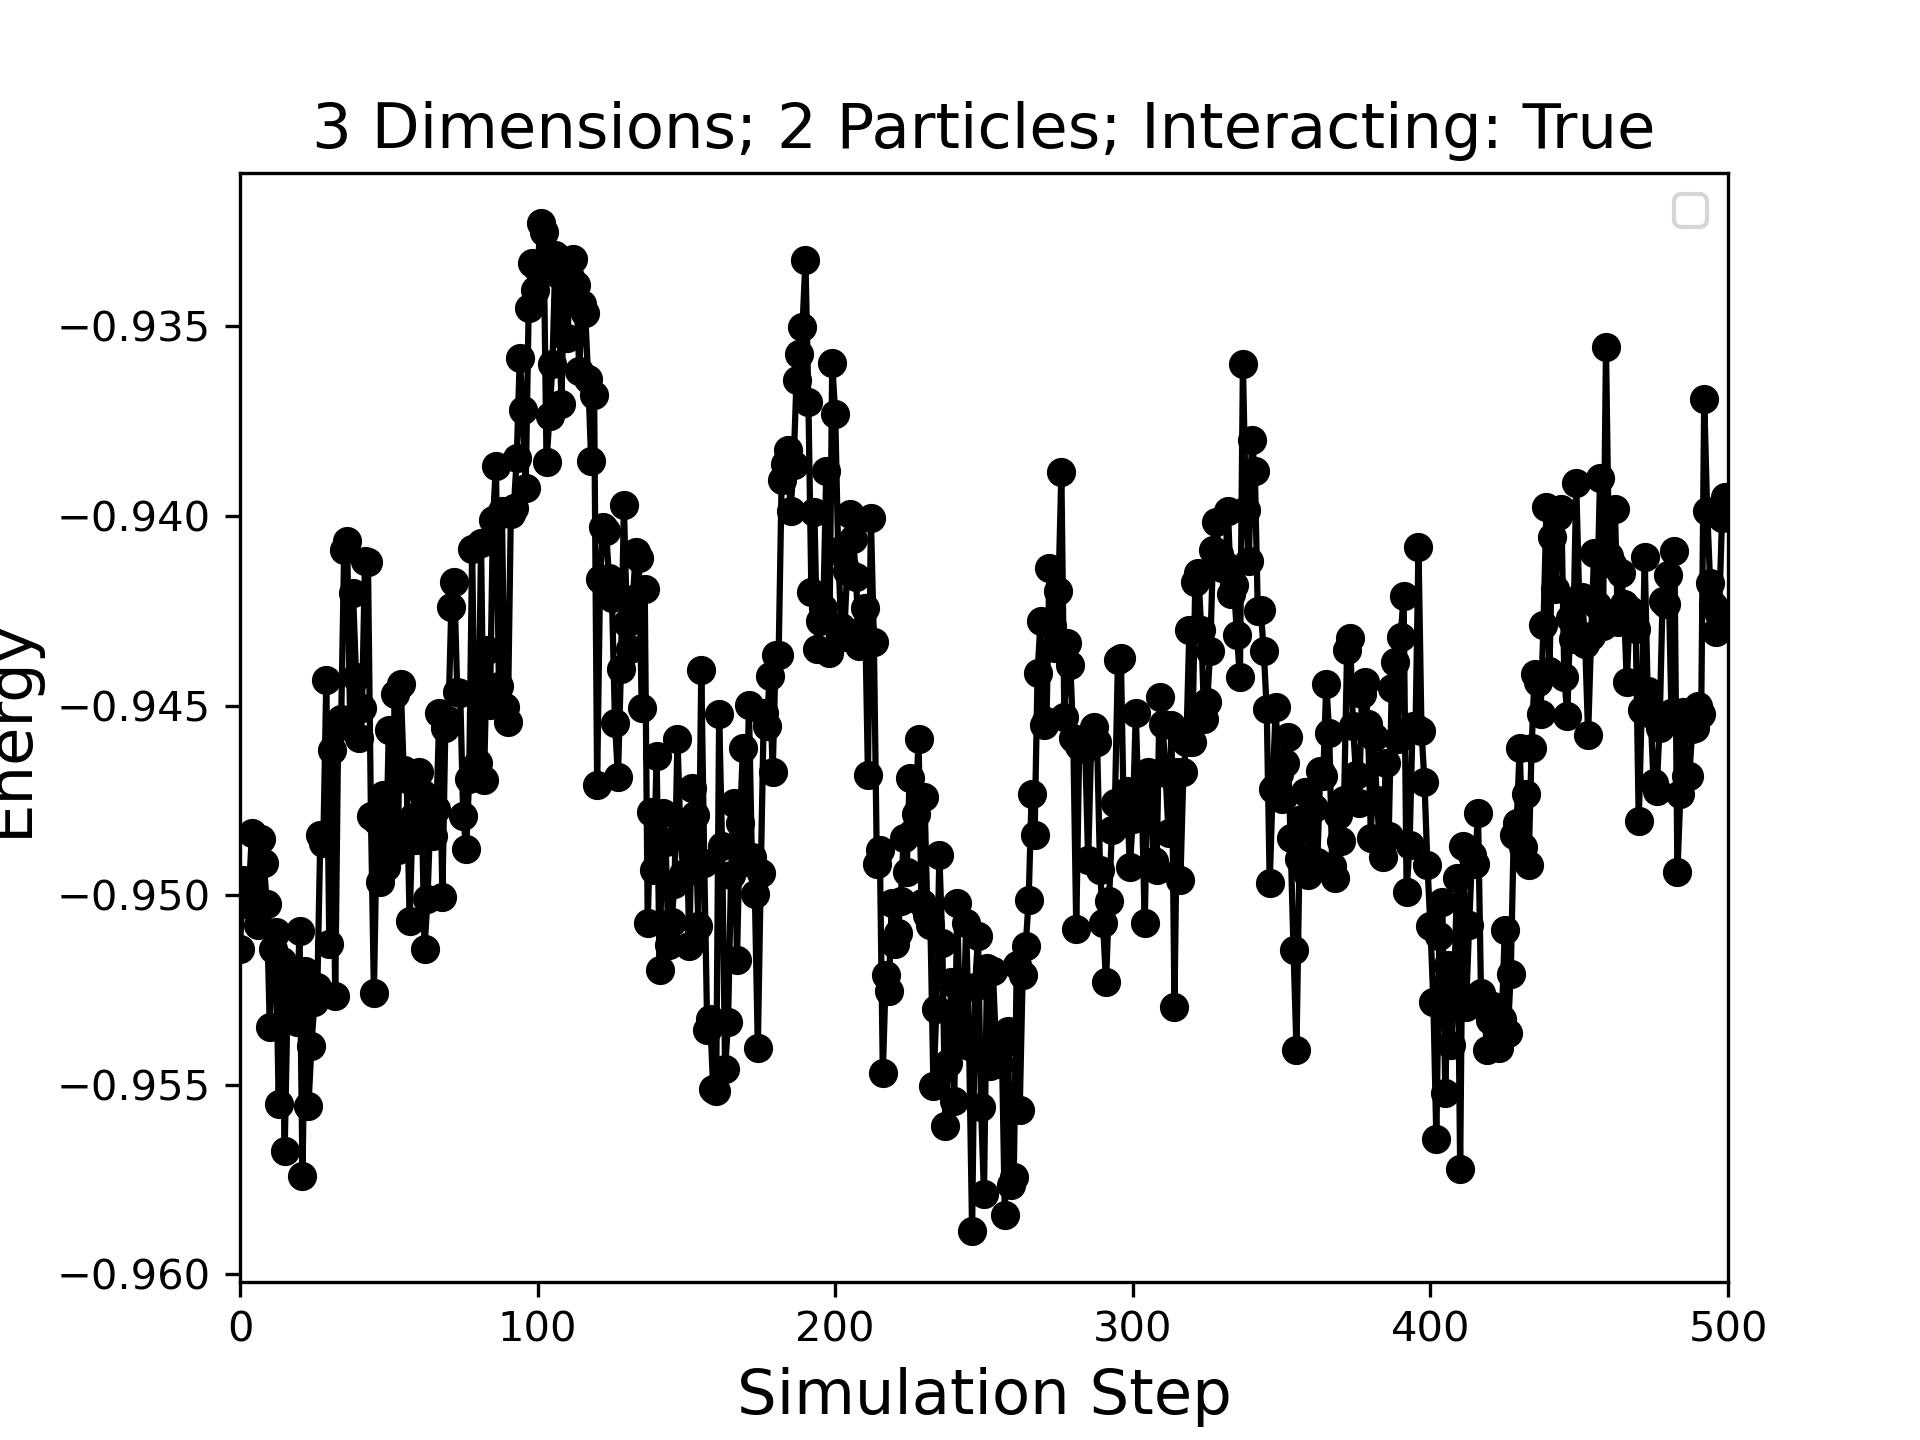 3 Dimensions; 2 Particles; Interacting: True
Energy
−0.935
−0.940
−0.945
−0.950
−0.955
−0.960
0 100 200 300 400 500
Simulation Step